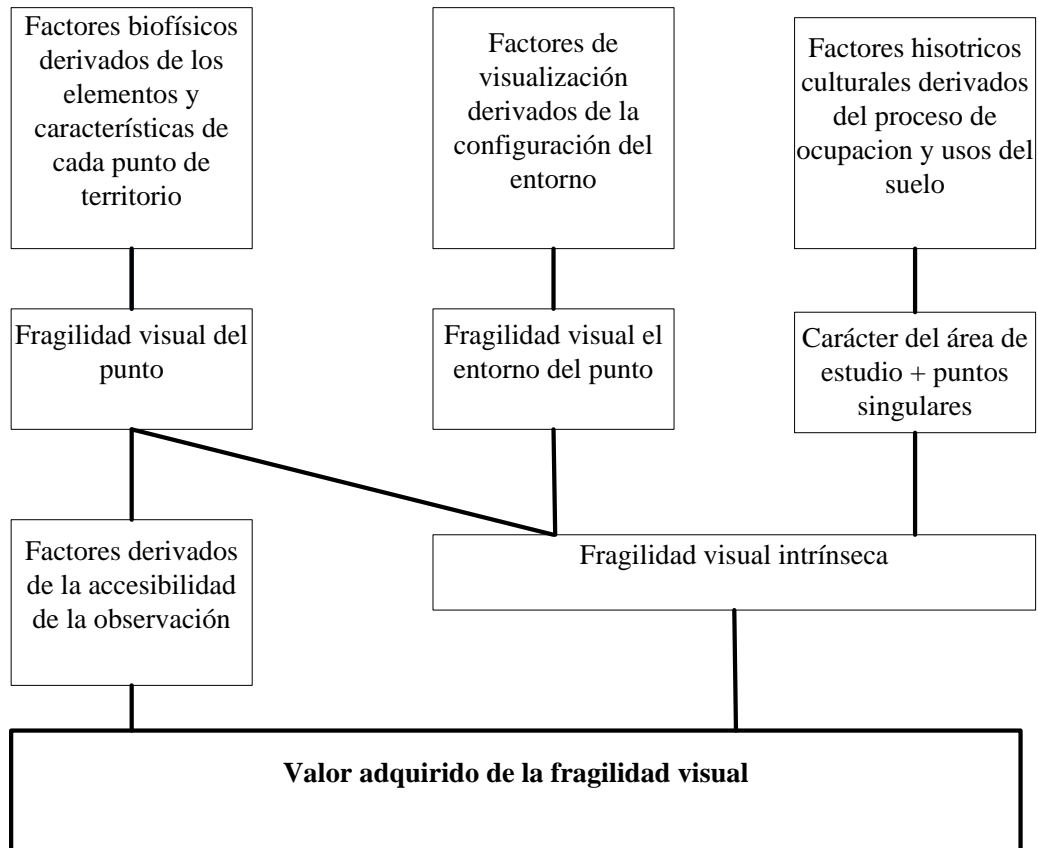 Factores biofísicos
derivados de los
elementos y
características de
cada punto de
territorio
Factores de
visualización
derivados de la
configuración del
entorno
Factores hisotricos
culturales derivados
del proceso de
ocupacion y usos del
suelo
Fragilidad visual del
punto
Fragilidad visual el
entorno del punto
Carácter del área de
estudio + puntos
singulares
Factores derivados
de la accesibilidad
de la observación
Fragilidad visual intrínseca
Valor adquirido de la fragilidad visual